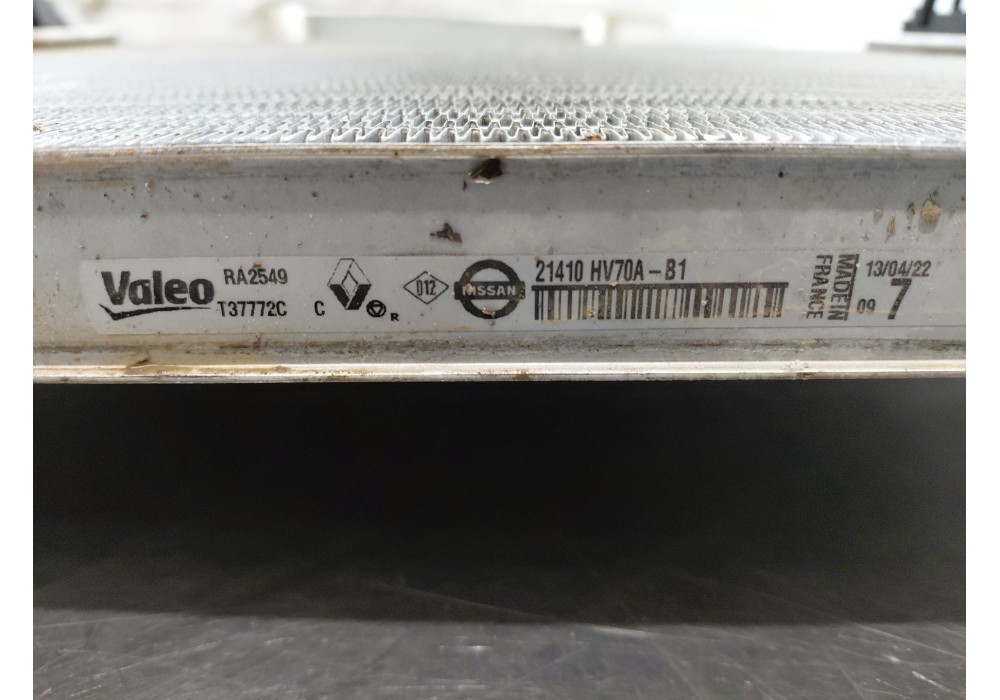 Valeo
RA2549
T37772C C
R
D12
NISSAN
21410 HV70A-B1
MADE IN
FRANCE
13/04/22
09 7